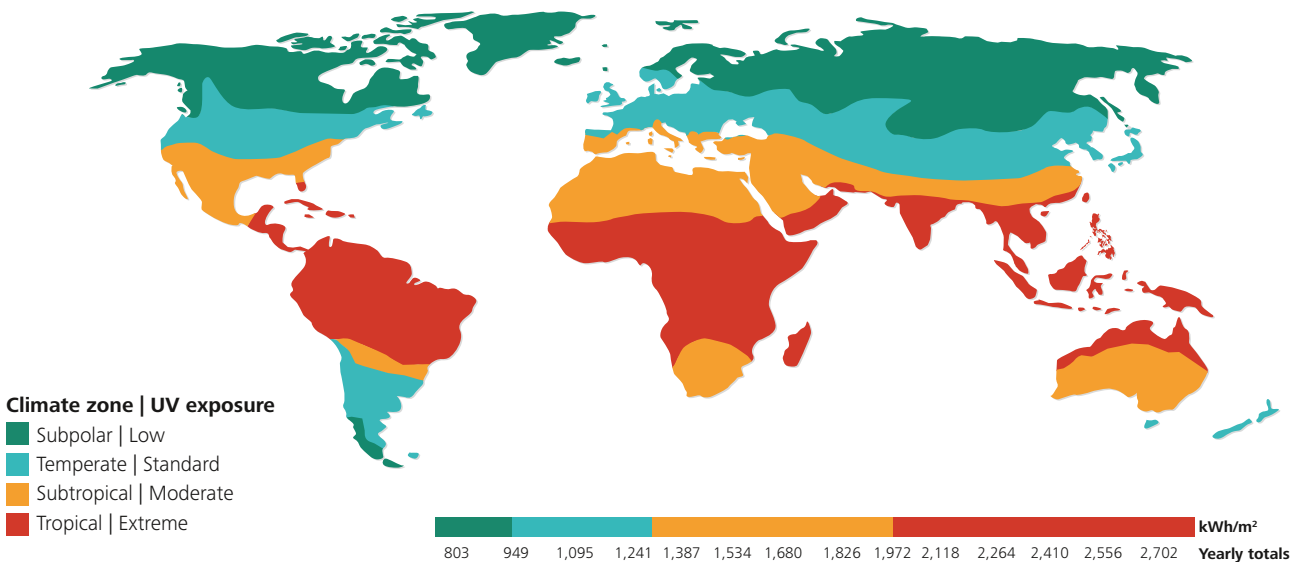 Climate zone | UV exposure
Subpolar | Low
Temperate | Standard
Subtropical | Moderate
Tropical | Extreme
kWh/m²
803 949 1,095 1,241 1,387 1,534 1,680 1,826 1,972 2,118 2,264 2,410 2,556 2,702 Yearly totals